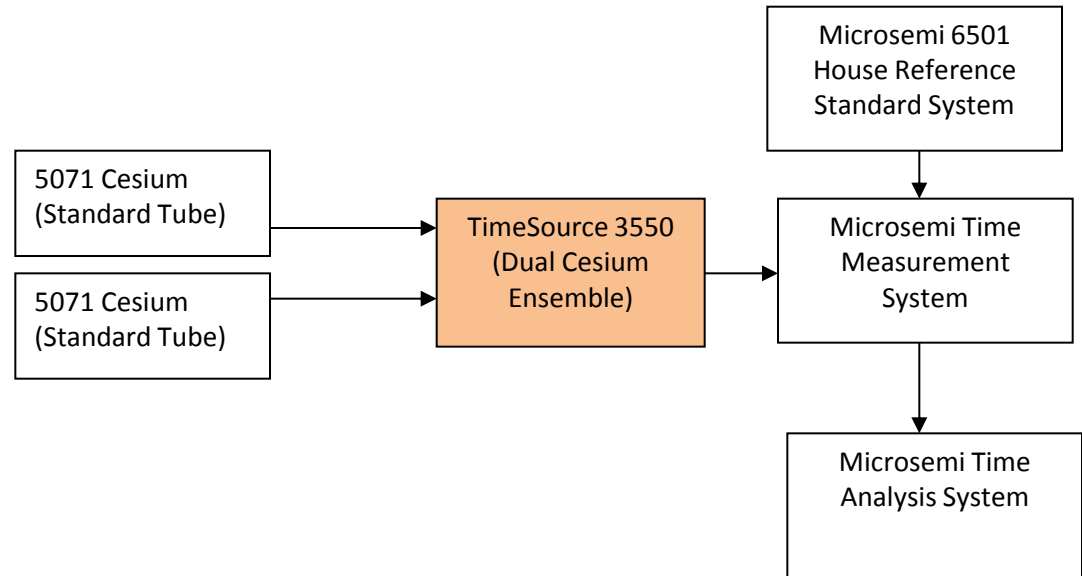 Microsemi 6501
House Reference
Standard System
5071 Cesium
(Standard Tube)
TimeSource 3550
(Dual Cesium
Ensemble)
Microsemi Time
Measurement
System
5071 Cesium
(Standard Tube)
Microsemi Time
Analysis System